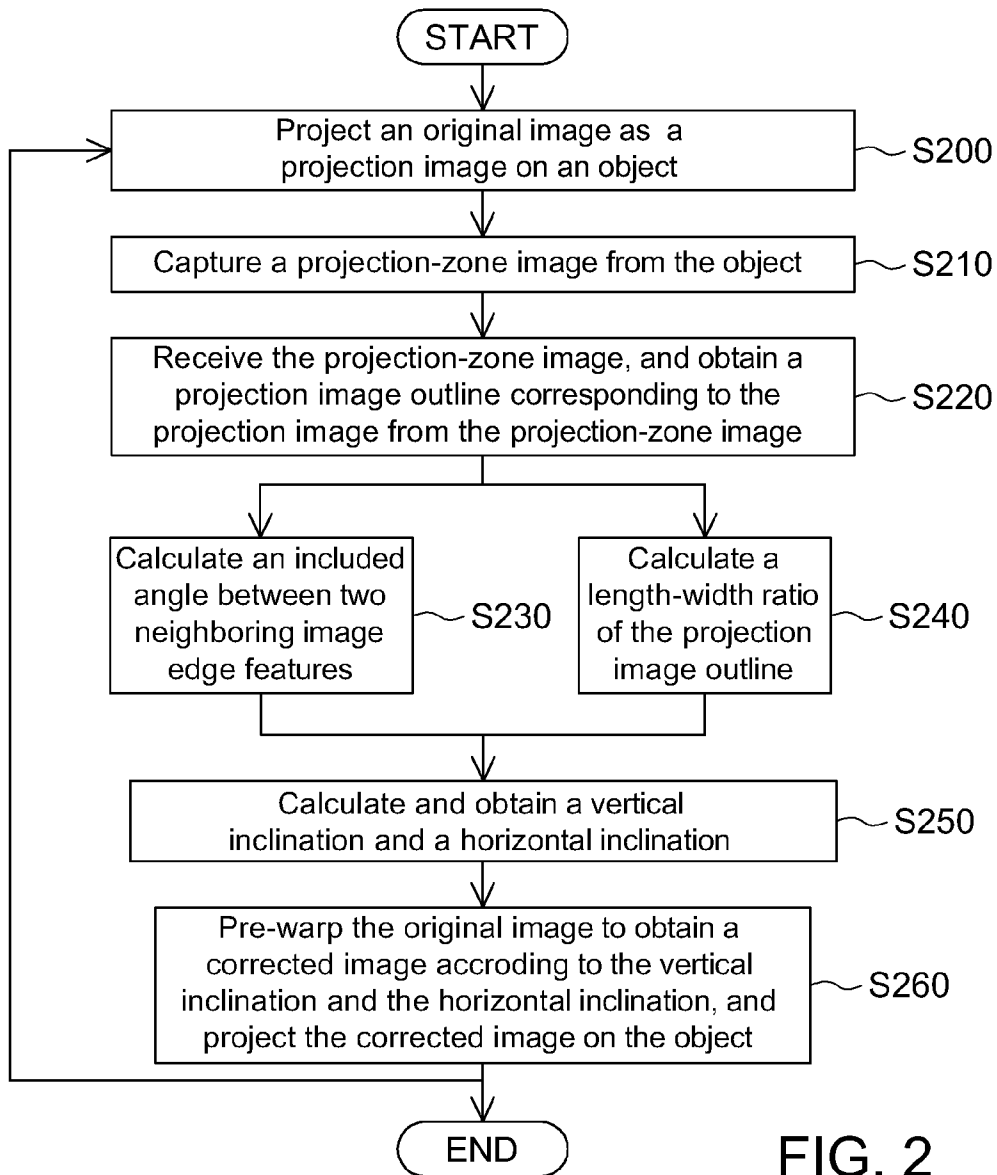 START
Project an original image as a
projection image on an object
S200
Capture a projection-zone image from the object
S210
Receive the projection-zone image, and obtain a
projection image outline corresponding to the
projection image from the projection-zone image
S220
Calculate an included
angle between two
neighboring image
edge features
S230
Calculate a
length-width ratio
of the projection
image outline
S240
Calculate and obtain a vertical
inclination and a horizontal inclination
S250
Pre-warp the original image to obtain a
corrected image accroding to the vertical
inclination and the horizontal inclination, and
project the corrected image on the object
S260
END
FIG. 2